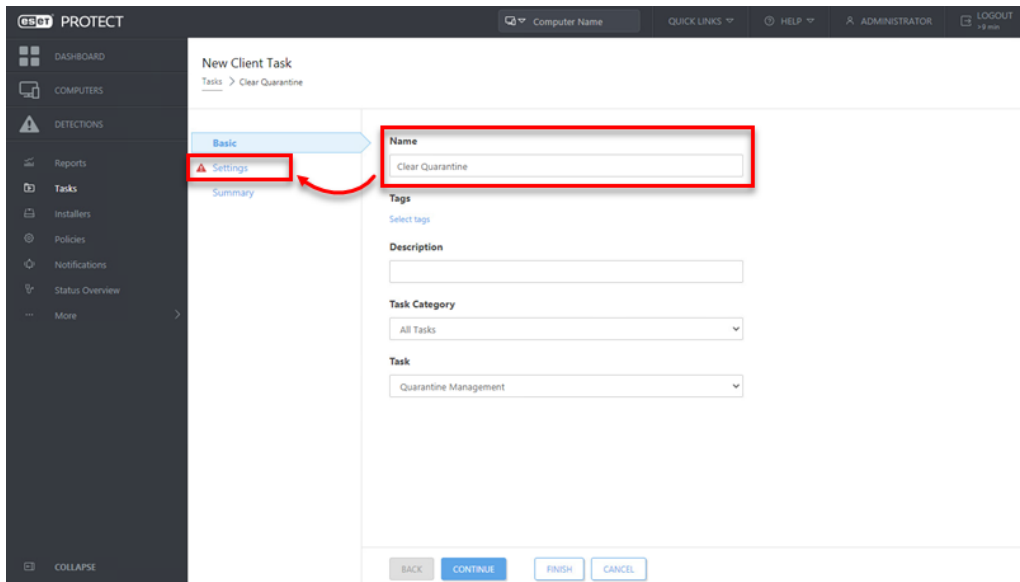 eset PROTECT
Computer Name
QUICK LINKS
HELP
ADMINISTRATOR
LOGOUT
>9 min
DASHBOARD
COMPUTERS
DETECTIONS
Reports
Tasks
Installers
Policies
Notifications
Status Overview
More
COLLAPSE
New Client Task
Tasks > Clear Quarantine
Basic
Settings
Summary
Name
Clear Quarantine
Tags
Select tags
Description
Task Category
All Tasks
Task
Quarantine Management
BACK
CONTINUE
FINISH
CANCEL